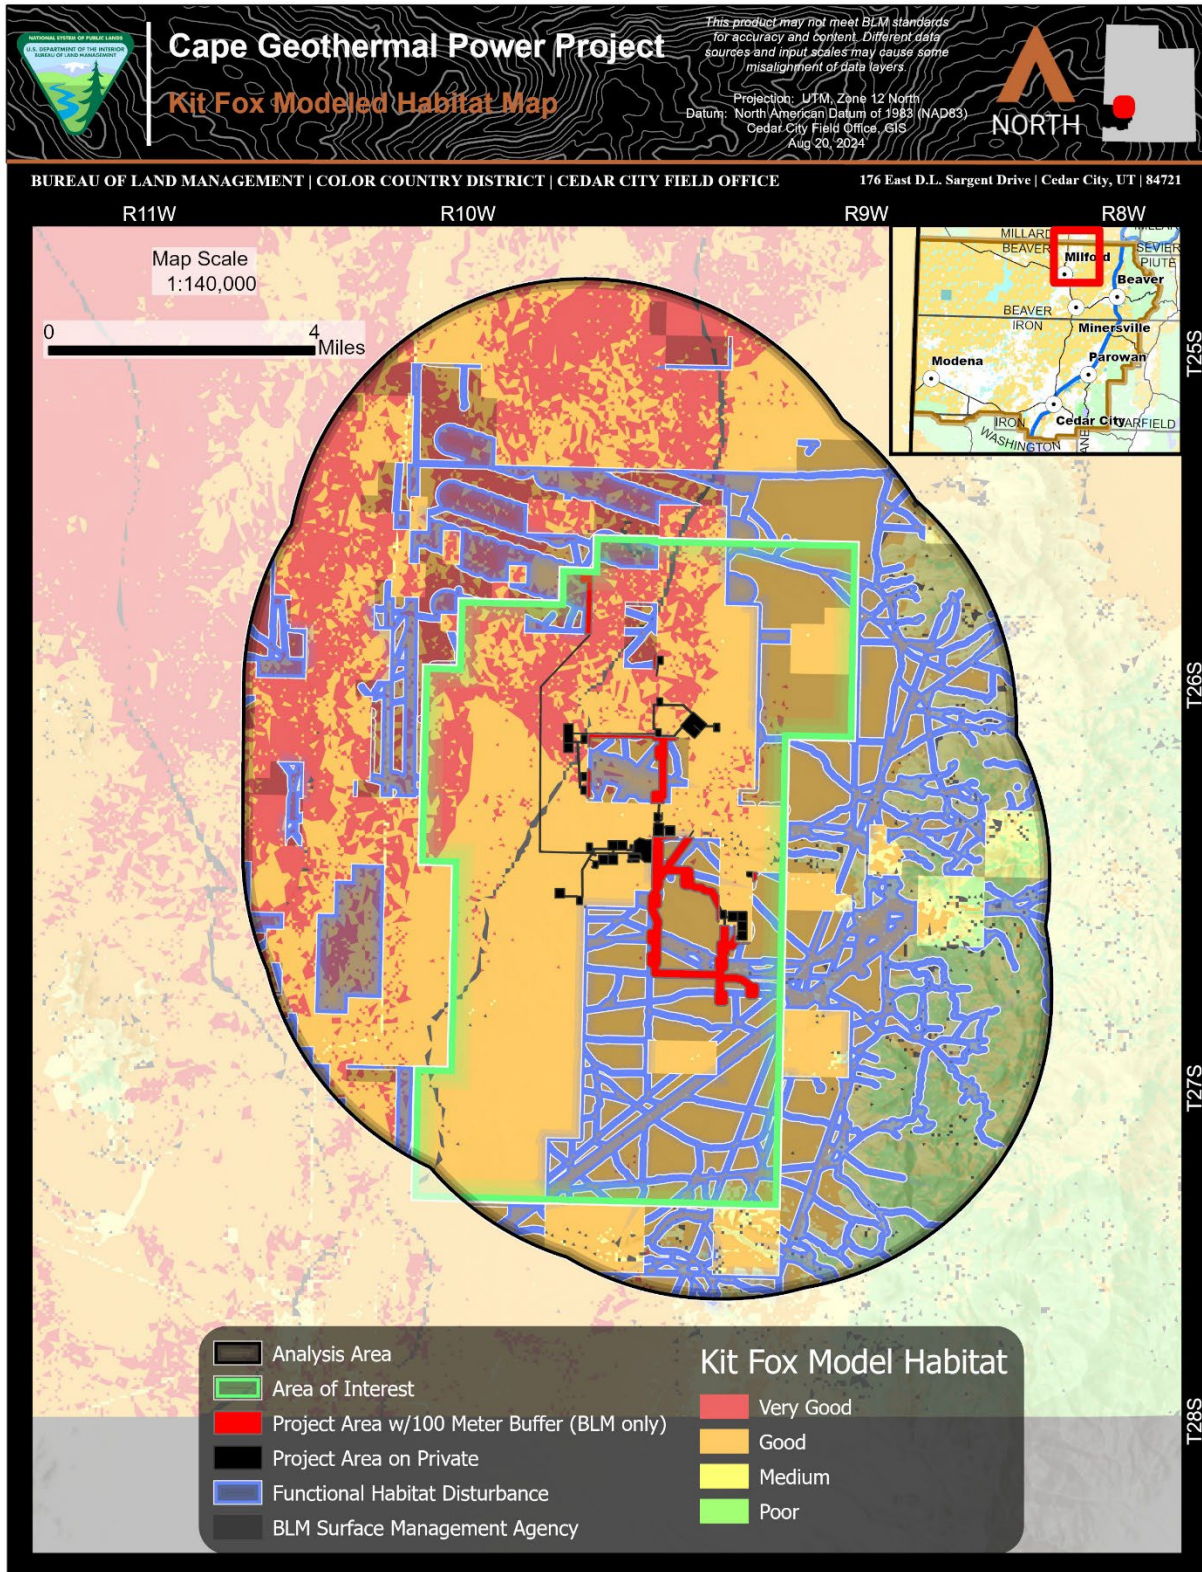 NATIONAL SYSTEM OF PUBLIC LANDS
U.S. DEPARTMENT OF THE INTERIOR
BUREAU OF LAND MANAGEMENT
Cape Geothermal Power Project
Kit Fox Modeled Habitat Map
This product may not meet BLM standards
for accuracy and content. Different data
sources and input scales may cause some
misalignment of data layers.
Projection: UTM, Zone 12 North
Datum: North American Datum of 1983 (NAD83)
Cedar City Field Office, GIS
Aug 20, 2024
NORTH
BUREAU OF LAND MANAGEMENT | COLOR COUNTRY DISTRICT | CEDAR CITY FIELD OFFICE
176 East D.L. Sargent Drive | Cedar City, UT | 84721
R11W
R10W
R9W
R8W
Map Scale
1:140,000
0
4
Miles
MILLARD
BEAVER
Milford
SEVIER
PIUTE
Beaver
BEAVER
IRON
Minersville
Modena
Parowan
Cedar City
IRON
WASHINGTON
T25S
T26S
T27S
T28S
Analysis Area
Area of Interest
Project Area w/100 Meter Buffer (BLM only)
Project Area on Private
Functional Habitat Disturbance
BLM Surface Management Agency
Kit Fox Model Habitat
Very Good
Good
Medium
Poor